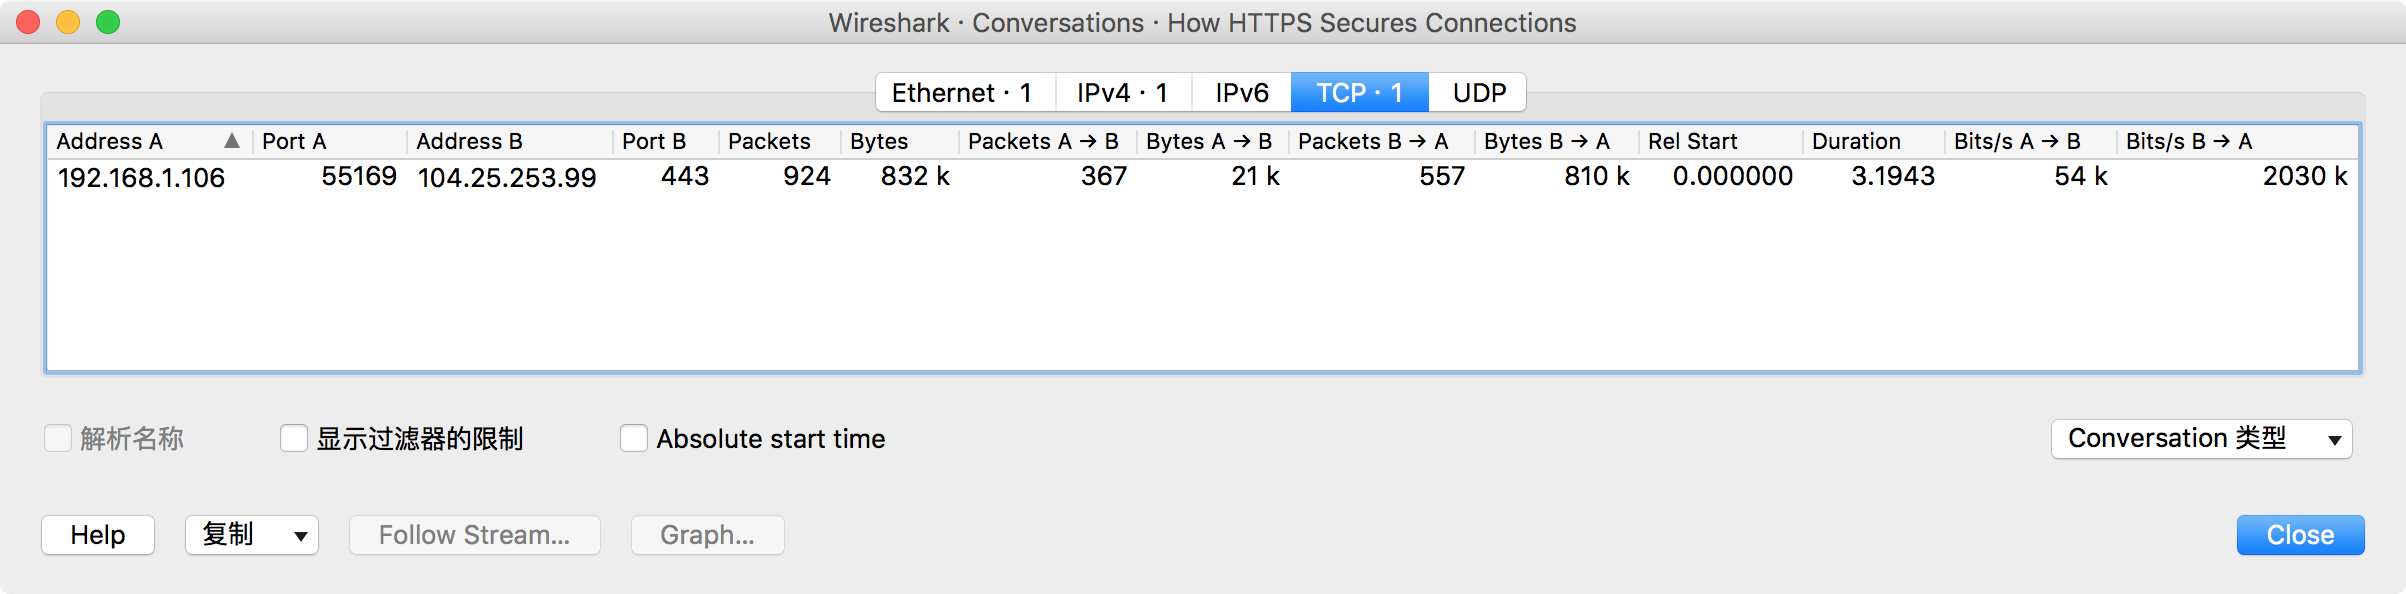 Wireshark · Conversations · How HTTPS Secures Connections
Ethernet · 1 IPv4 · 1 IPv6 TCP · 1 UDP
Address A ▲ Port A Address B Port B Packets Bytes Packets A → B Bytes A → B Packets B → A Bytes B → A Rel Start Duration Bits/s A → B Bits/s B → A
192.168.1.106 55169 104.25.253.99 443 924 832 k 367 21 k 557 810 k 0.000000 3.1943 54 k 2030 k
解析名称 显示过滤器的限制 Absolute start time Conversation 类型 ▼
Help 复制 ▼ Follow Stream... Graph... Close